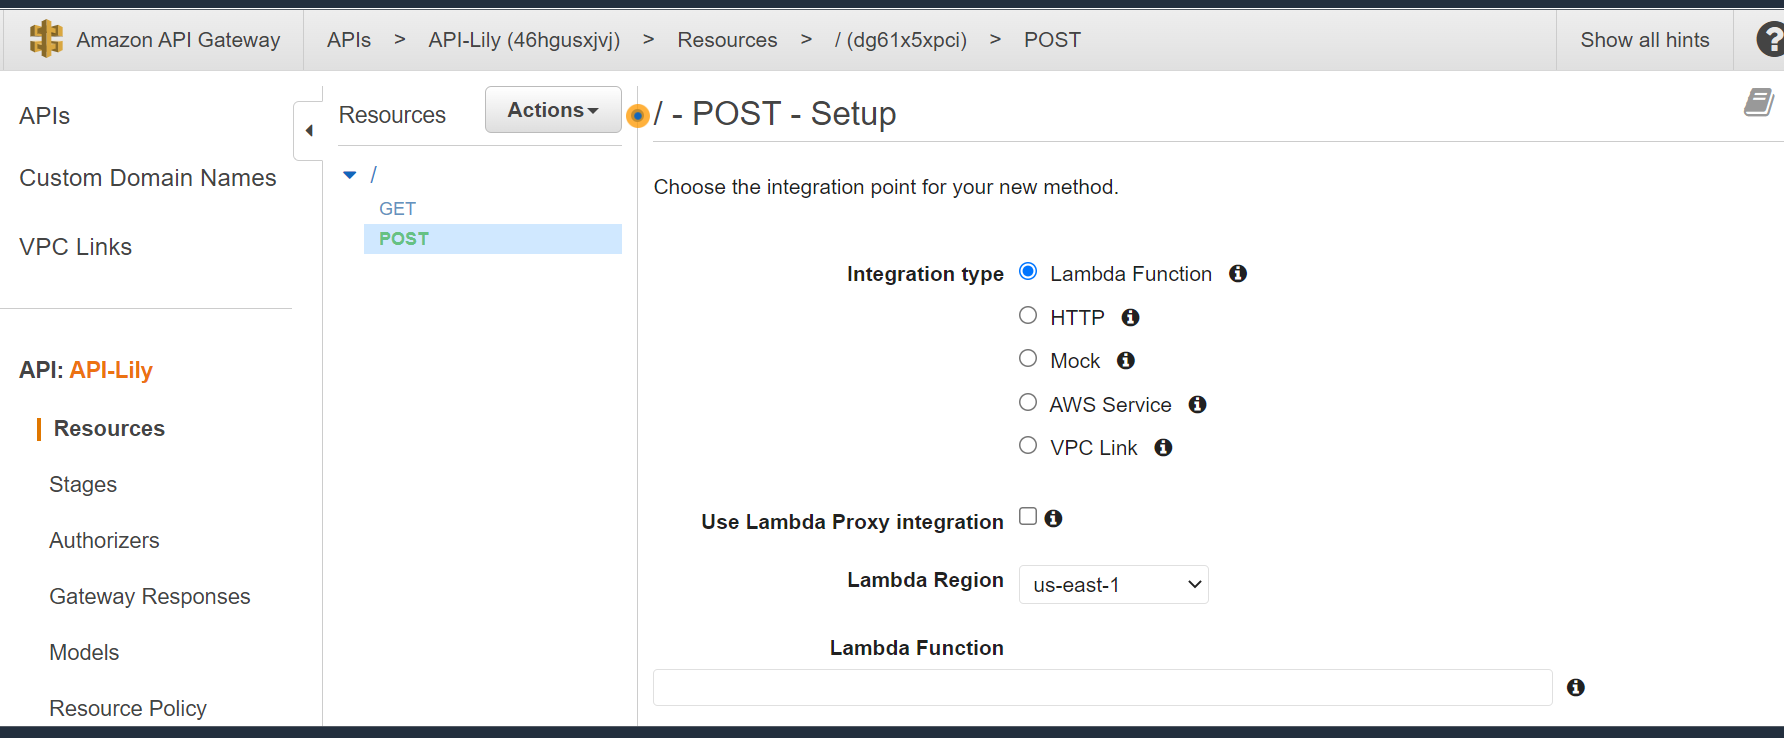 Amazon API Gateway APIs > API-Lily (46hgusxjvj) > Resources > / (dg61x5xpci) > POST Show all hints ?
APIs
Custom Domain Names
VPC Links
API: API-Lily
Resources
Stages
Authorizers
Gateway Responses
Models
Resource Policy
Resources Actions
/
GET
POST
/ - POST - Setup
Choose the integration point for your new method.
Integration type Lambda Function
HTTP
Mock
AWS Service
VPC Link
Use Lambda Proxy integration
Lambda Region us-east-1
Lambda Function